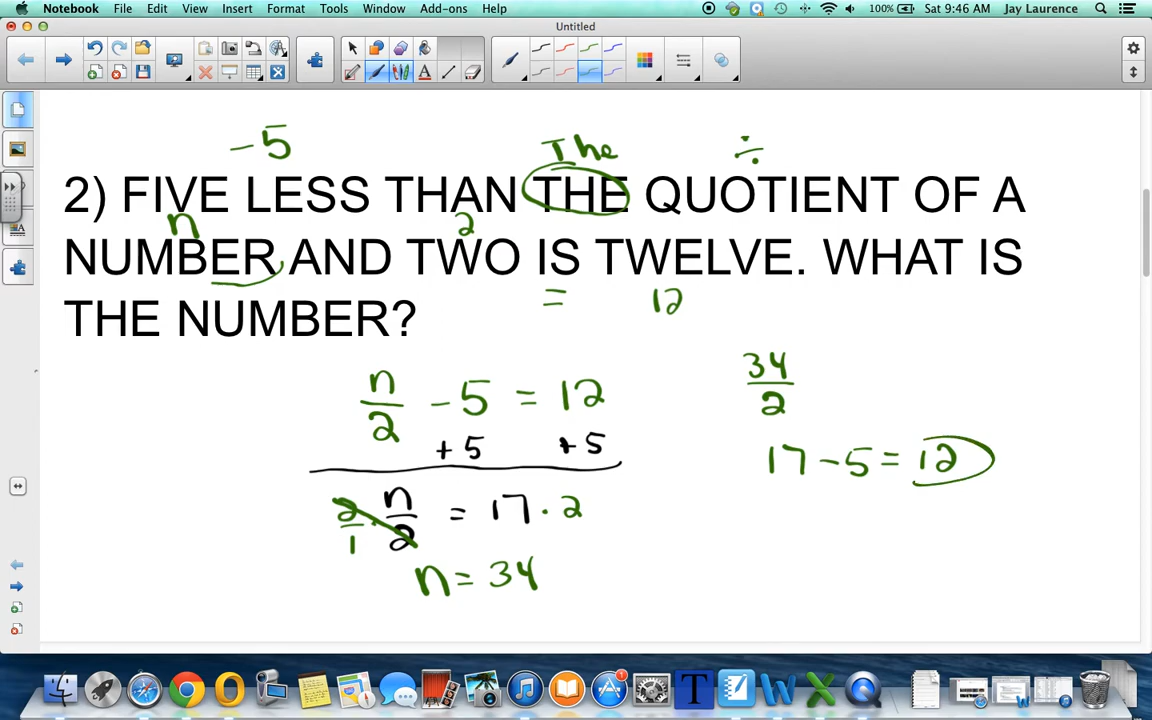 Notebook File Edit View Insert Format Tools Window Add-ons Help 100% Sat 9:46 AM Jay Laurence
Untitled
-5 The ÷
2) FIVE LESS THAN THE QUOTIENT OF A
n 2
NUMBER AND TWO IS TWELVE. WHAT IS
= 12
THE NUMBER?
n/2 - 5 = 12
+5 +5
2/1 · n/2 = 17 · 2
n = 34
34/2
17 - 5 = 12